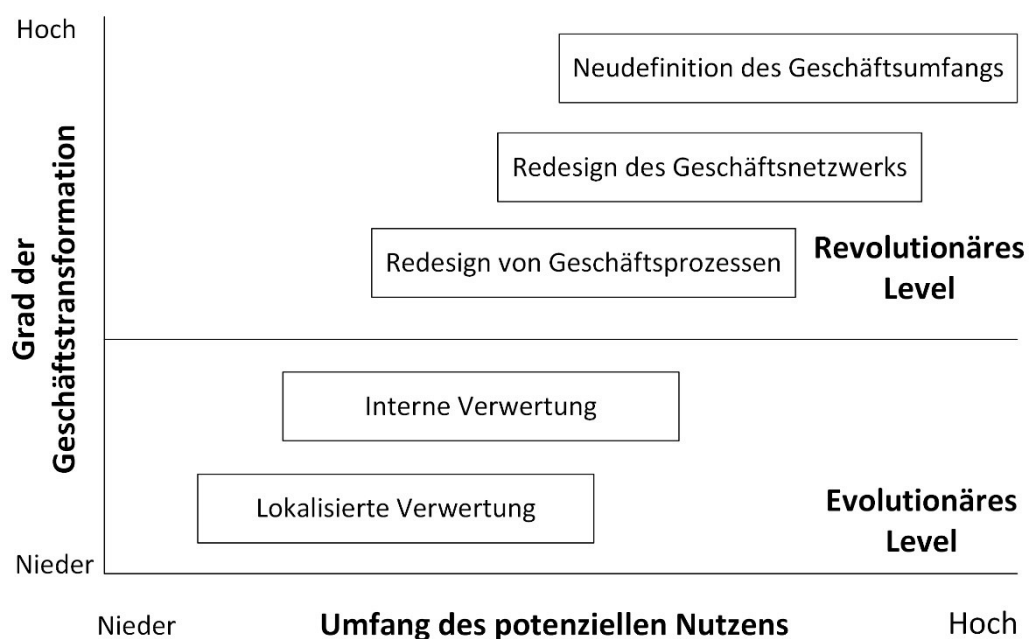 Hoch
Neudefinition des Geschäftsumfangs
Redesign des Geschäftsnetzwerks
Redesign von Geschäftsprozessen
Revolutionäres
Level
Grad der
Geschäftstransformation
Interne Verwertung
Lokalisierte Verwertung
Evolutionäres
Level
Nieder
Nieder
Umfang des potenziellen Nutzens
Hoch